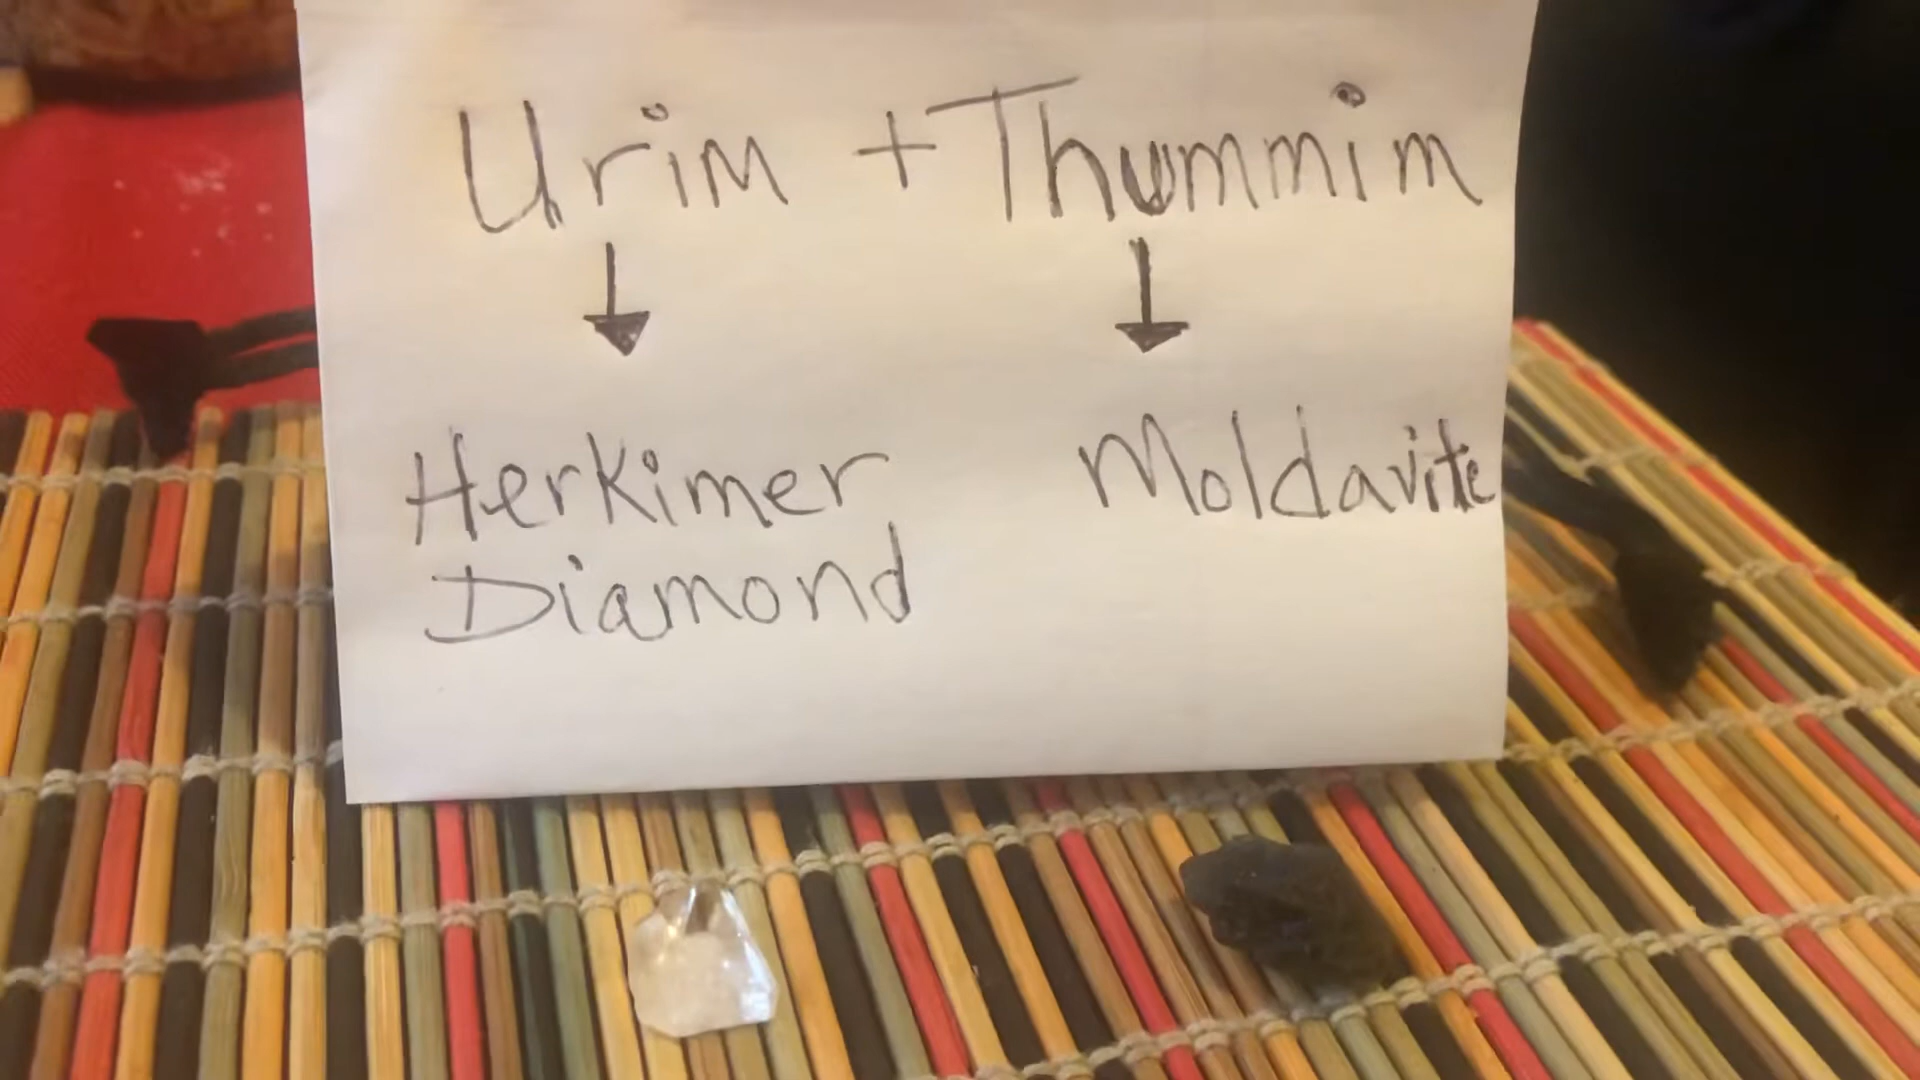 Urim + Thummim
↓ ↓
Herkimer Moldavite
Diamond